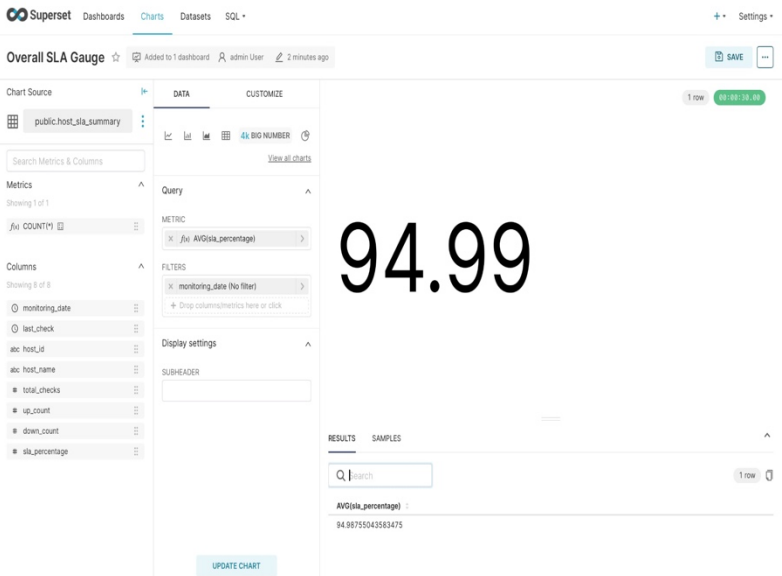 Superset Dashboards Charts Datasets SQL Settings
Overall SLA Gauge Added to 1 dashboard admin User 2 minutes ago SAVE ...
Chart Source
public.host_sla_summary
Search Metrics & Columns
Metrics
Showing 1 of 1
f(x) COUNT(*)
Columns
Showing 8 of 8
monitoring_date
last_check
abc host_id
abc host_name
# total_checks
# up_count
# down_count
# sla_percentage
DATA CUSTOMIZE
4k BIG NUMBER
View all charts
Query
METRIC
× f(x) AVG(sla_percentage)
FILTERS
× monitoring_date (No filter)
+ Drop columns/metrics here or click
Display settings
SUBHEADER
UPDATE CHART
1 row 00:00:30.00
94.99
RESULTS SAMPLES
Search
1 row
AVG(sla_percentage)
94.98755043583475